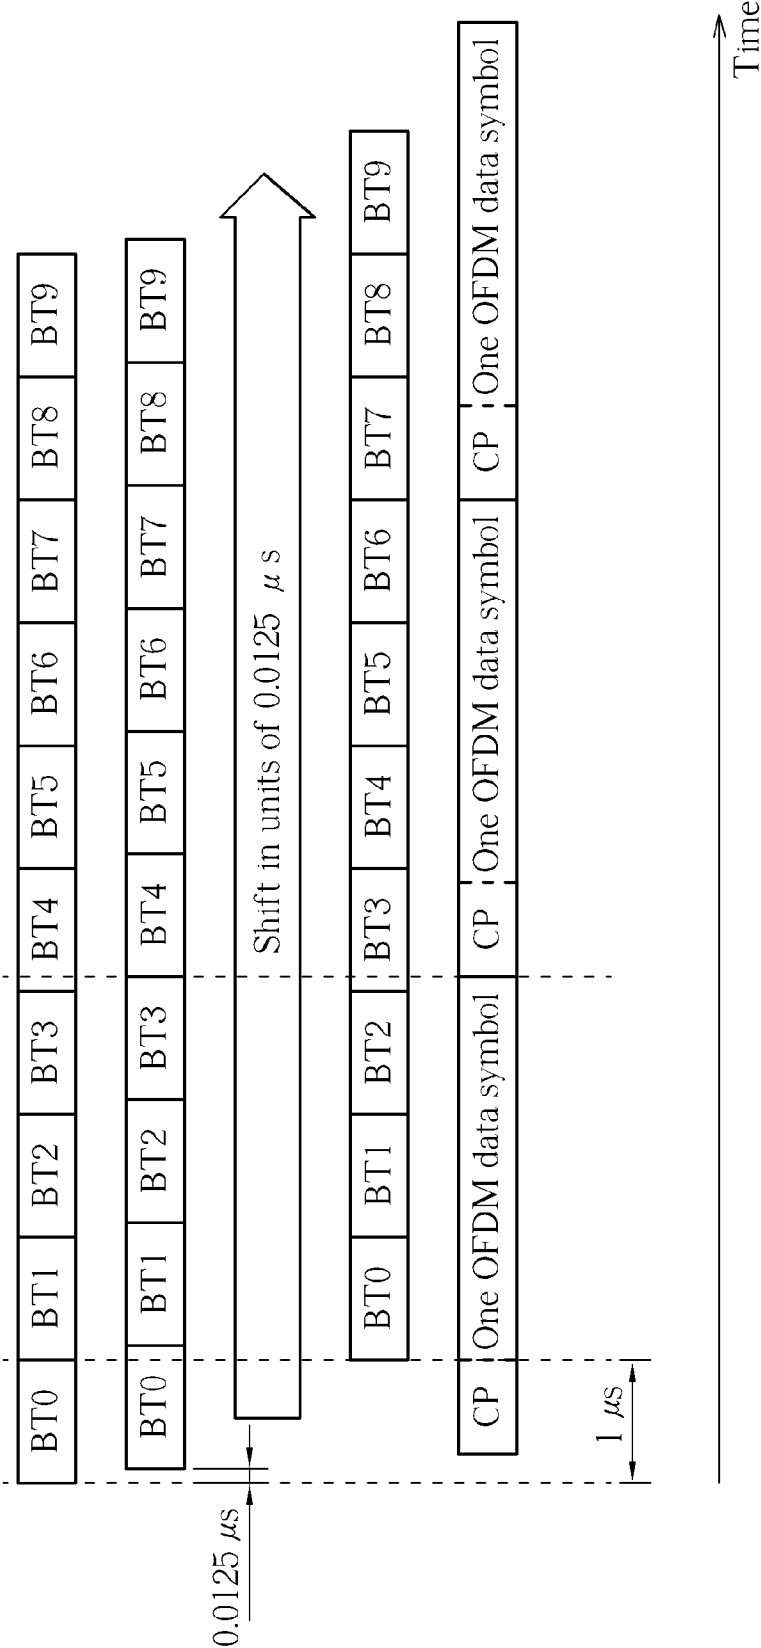 BT0 BT1 BT2 BT3 BT4 BT5 BT6 BT7 BT8 BT9
BT0 BT1 BT2 BT3 BT4 BT5 BT6 BT7 BT8 BT9
0.0125 μs
Shift in units of 0.0125 μ s
BT0 BT1 BT2 BT3 BT4 BT5 BT6 BT7 BT8 BT9
CP One OFDM data symbol CP One OFDM data symbol CP One OFDM data symbol
1 μs
Time